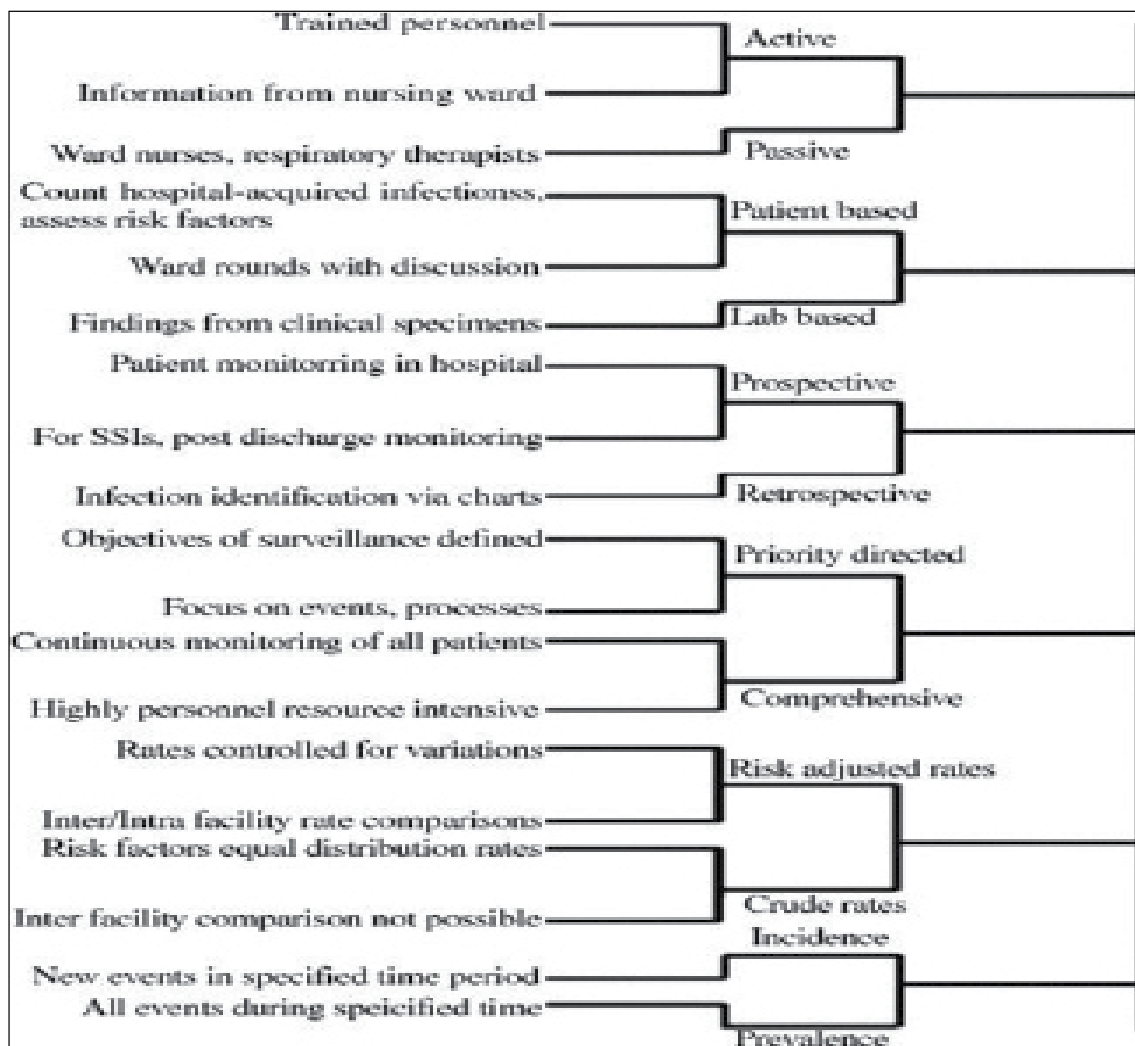 Trained personnel
Active
Information from nursing ward
Ward nurses, respiratory therapists
Passive
Count hospital-acquired infectionss,
assess risk factors
Patient based
Ward rounds with discussion
Findings from clinical specimens
Lab based
Patient monitorring in hospital
Prospective
For SSIs, post discharge monitoring
Infection identification via charts
Retrospective
Objectives of surveillance defined
Priority directed
Focus on events, processes
Continuous monitoring of all patients
Comprehensive
Highly personnel resource intensive
Rates controlled for variations
Risk adjusted rates
Inter/Intra facility rate comparisons
Risk factors equal distribution rates
Crude rates
Inter facility comparison not possible
Incidence
New events in specified time period
All events during speicified time
Prevalence